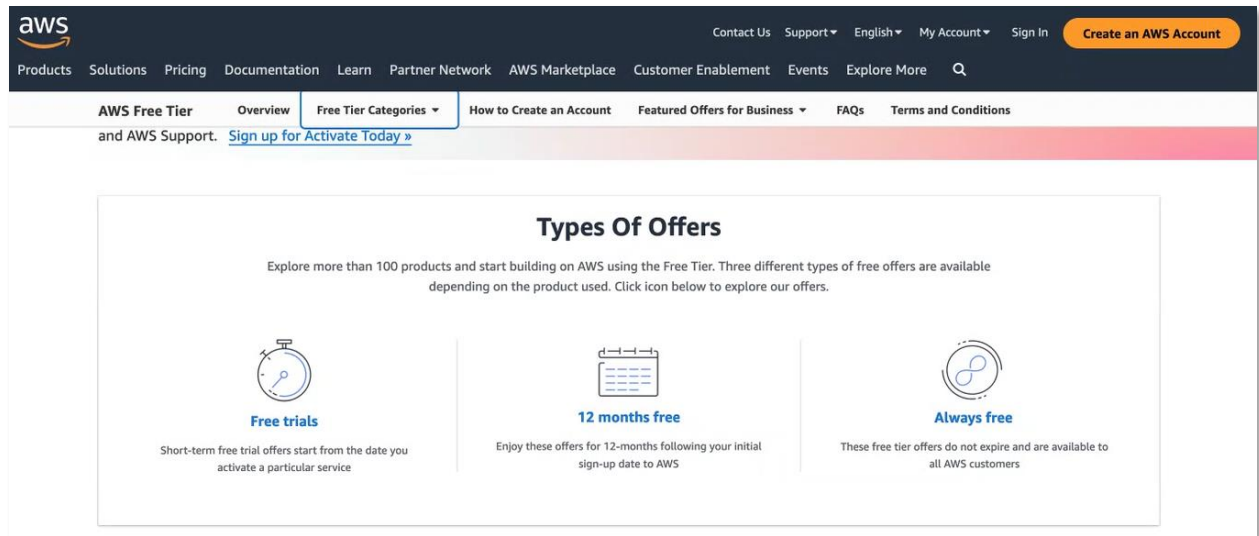 aws
Contact Us Support English My Account Sign In Create an AWS Account
Products Solutions Pricing Documentation Learn Partner Network AWS Marketplace Customer Enablement Events Explore More
AWS Free Tier Overview Free Tier Categories How to Create an Account Featured Offers for Business FAQs Terms and Conditions
and AWS Support. Sign up for Activate Today »
Types Of Offers
Explore more than 100 products and start building on AWS using the Free Tier. Three different types of free offers are available
depending on the product used. Click icon below to explore our offers.
Free trials
Short-term free trial offers start from the date you
activate a particular service
12 months free
Enjoy these offers for 12-months following your initial
sign-up date to AWS
Always free
These free tier offers do not expire and are available to
all AWS customers